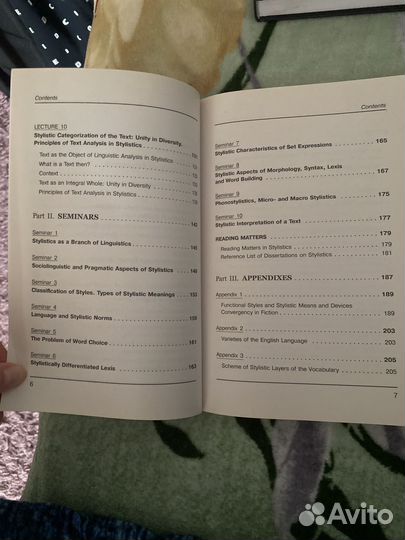 Contents
LECTURE 10
Stylistic Categorization of the Text: Unity in Diversity.
Principles of Text Analysis in Stylistics
Text as the Object of Linguistic Analysis in Stylistics
What is a Text then?
Context
Text as an Integral Whole: Unity in Diversity
Principles of Text Analysis in Stylistics
Part II. SEMINARS
Seminar 1
Stylistics as a Branch of Linguistics
Seminar 2
Sociolinguistic and Pragmatic Aspects of Stylistics
Seminar 3
Classification of Styles. Types of Stylistic Meanings 153
Seminar 4
Language and Stylistic Norms 159
Seminar 5
The Problem of Word Choice 161
Seminar 6
Stylistically Differentiated Lexis 163
6
Contents
Seminar 7
Stylistic Characteristics of Set Expressions 165
Seminar 8
Stylistic Aspects of Morphology, Syntax, Lexis
and Word Building 167
Seminar 9
Phonostylistics, Micro- and Macro Stylistics 175
Seminar 10
Stylistic Interpretation of a Text 177
READING MATTERS 179
Reading Matters in Stylistics 179
Reference List of Dissertations on Stylistics 181
Part III. APPENDIXES 187
Appendix 1 189
Functional Styles and Stylistic Means and Devices
Convergency in Fiction 189
Appendix 2 203
Varieties of the English Language 203
Appendix 3 205
Scheme of Stylistic Layers of the Vocabulary 205
7
Avito